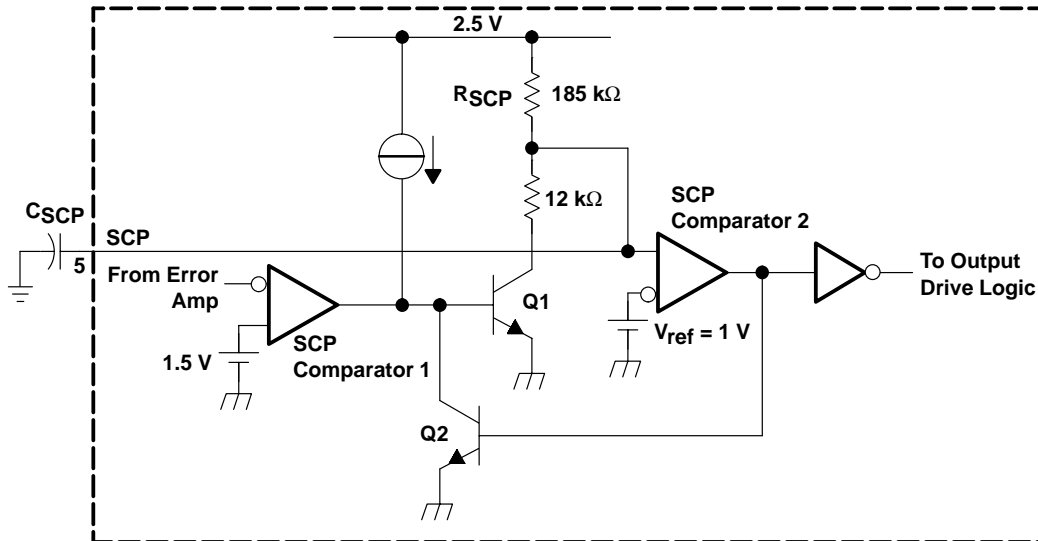 2.5 V
RSCP
185 kΩ
12 kΩ
CSCP
SCP
5
From Error
Amp
1.5 V
SCP
Comparator 1
Q1
SCP
Comparator 2
Vref = 1 V
To Output
Drive Logic
Q2